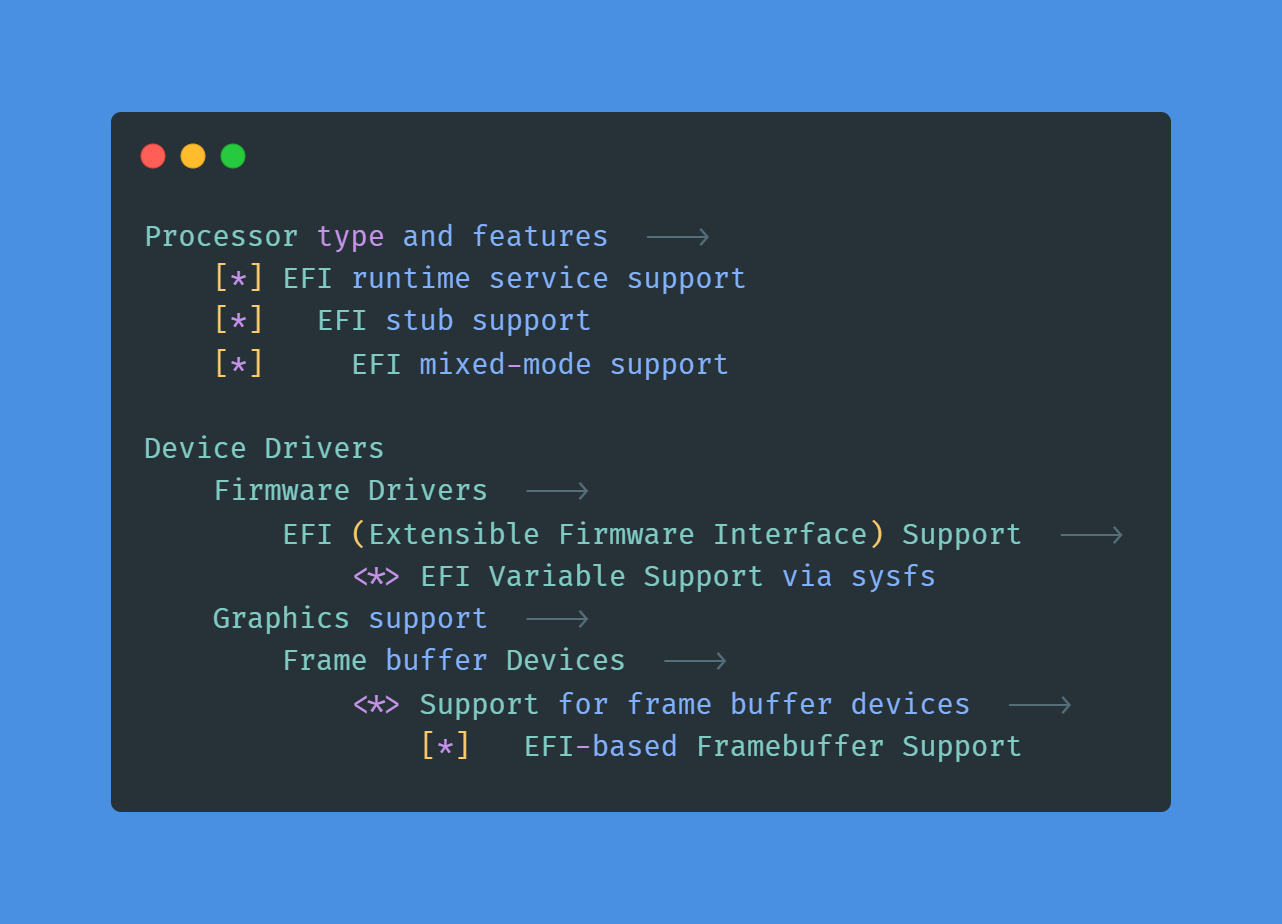 Processor type and features  --->
    [*] EFI runtime service support
    [*]   EFI stub support
    [*]     EFI mixed-mode support

Device Drivers
    Firmware Drivers  --->
        EFI (Extensible Firmware Interface) Support  --->
            <*> EFI Variable Support via sysfs
    Graphics support  --->
        Frame buffer Devices  --->
            <*> Support for frame buffer devices  --->
                [*]   EFI-based Framebuffer Support